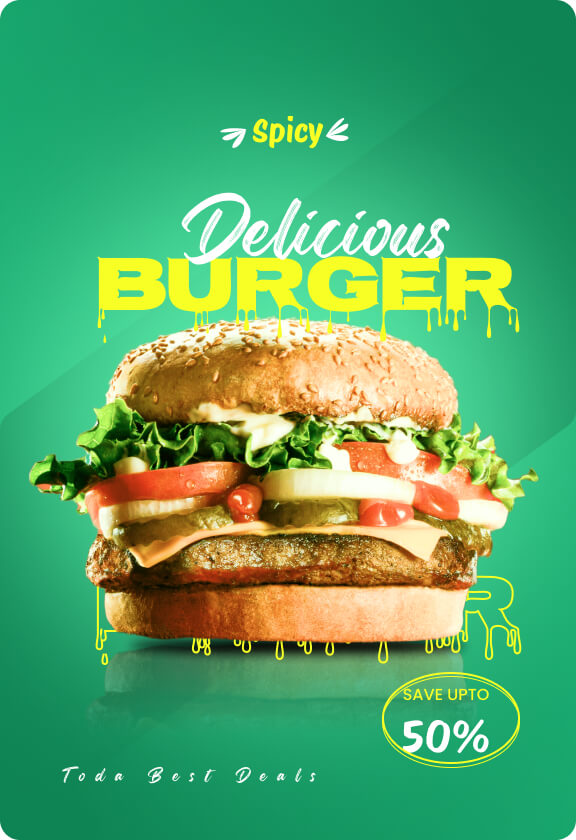 Spicy
Delicious
BURGER
SAVE UPTO
50%
Toda Best Deals